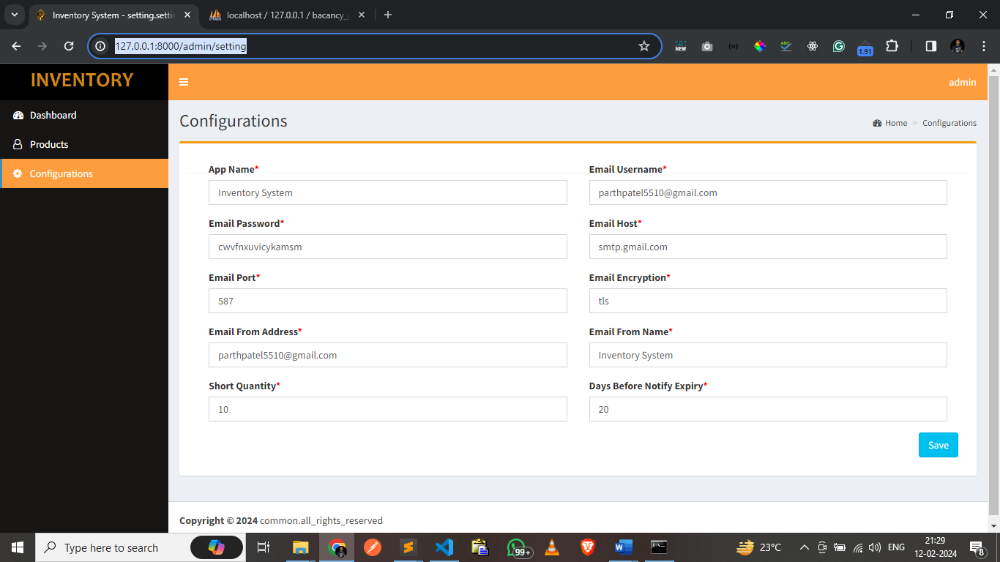 Inventory System - setting.setti
localhost / 127.0.0.1 / bacancy_
127.0.0.1:8000/admin/setting
NEW
ABC
1.91
INVENTORY
admin
Dashboard
Products
Configurations
Configurations
Home > Configurations
App Name*
Email Username*
Inventory System
parthpatel5510@gmail.com
Email Password*
Email Host*
cwvfnxuvicykamsm
smtp.gmail.com
Email Port*
Email Encryption*
587
tls
Email From Address*
Email From Name*
parthpatel5510@gmail.com
Inventory System
Short Quantity*
Days Before Notify Expiry*
10
20
Save
Copyright © 2024 common.all_rights_reserved
Type here to search
99+
23°C
ENG
21:29
12-02-2024
8